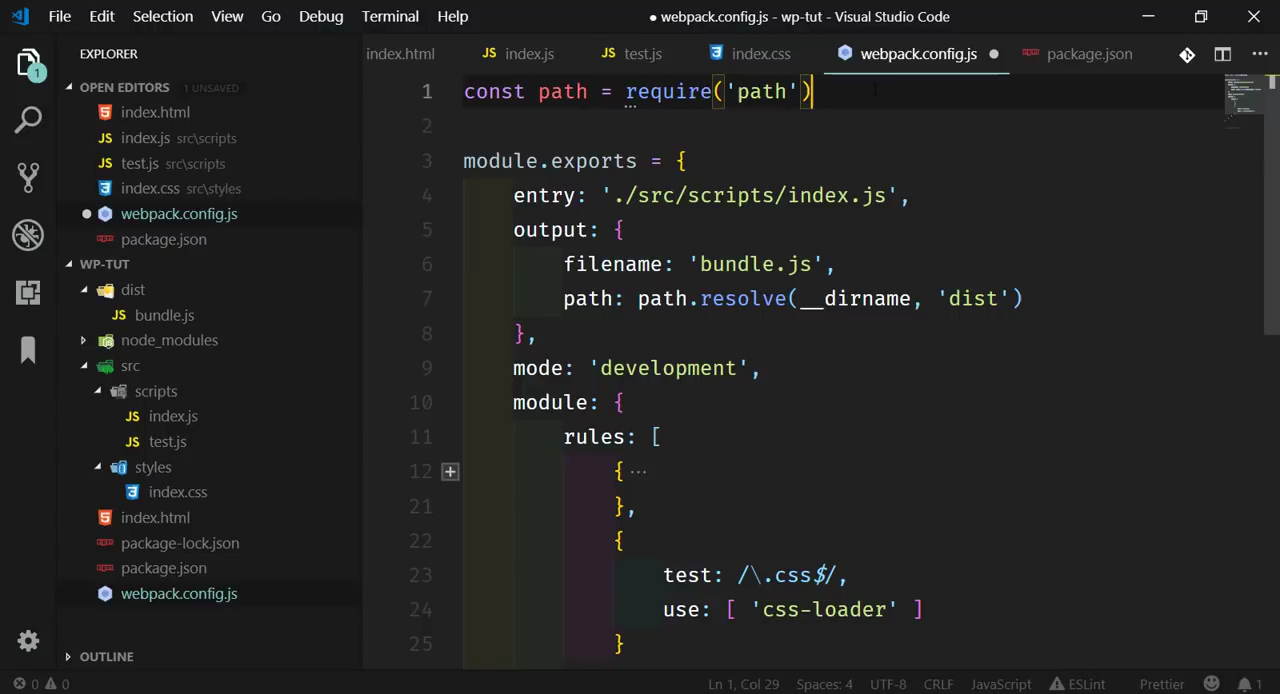 File Edit Selection View Go Debug Terminal Help ● webpack.config.js - wp-tut - Visual Studio Code
EXPLORER
OPEN EDITORS 1 UNSAVED
index.html
index.js src\scripts
test.js src\scripts
index.css src\styles
webpack.config.js
package.json
WP-TUT
dist
bundle.js
node_modules
src
scripts
index.js
test.js
styles
index.css
index.html
package-lock.json
package.json
webpack.config.js
OUTLINE
1
index.html index.js test.js index.css webpack.config.js package.json
1 const path = require('path')
2
3 module.exports = {
4 entry: './src/scripts/index.js',
5 output: {
6 filename: 'bundle.js',
7 path: path.resolve(__dirname, 'dist')
8 },
9 mode: 'development',
10 module: {
11 rules: [
12 { ...
21 },
22 {
23 test: /\.css$/,
24 use: [ 'css-loader' ]
25 }
0 0 Ln 1, Col 29 Spaces: 4 UTF-8 CRLF JavaScript ESLint Prettier 1